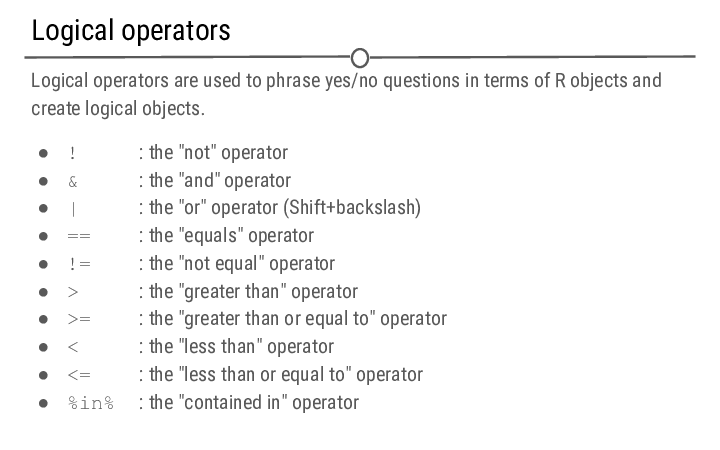 Logical operators
Logical operators are used to phrase yes/no questions in terms of R objects and
create logical objects.
● ! : the "not" operator
● & : the "and" operator
● | : the "or" operator (Shift+backslash)
● == : the "equals" operator
● != : the "not equal" operator
● > : the "greater than" operator
● >= : the "greater than or equal to" operator
● < : the "less than" operator
● <= : the "less than or equal to" operator
● %in% : the "contained in" operator